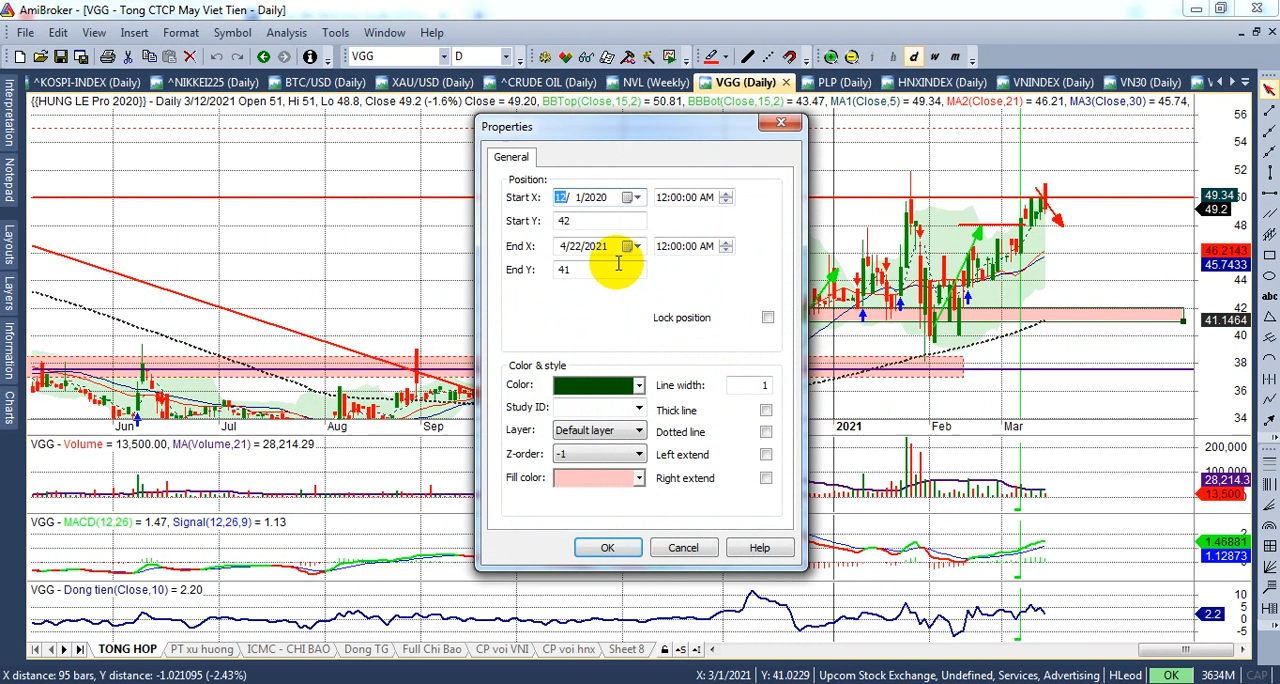 AmiBroker - [VGG - Tong CTCP May Viet Tien - Daily]
File Edit View Insert Format Symbol Analysis Tools Window Help
VGG D i h d w m
^KOSPI-INDEX (Daily) ^NIKKEI225 (Daily) BTC/USD (Daily) XAU/USD (Daily) ^CRUDE OIL (Daily) NVL (Weekly) VGG (Daily) PLP (Daily) HNXINDEX (Daily) VNINDEX (Daily) VN30 (Daily) V
{{HUNG LE Pro 2020}} - Daily 3/12/2021 Open 51, Hi 51, Lo 48.8, Close 49.2 (-1.6%) Close = 49.20, BBTop(Close,15,2) = 50.81, BBBot(Close,15,2) = 43.47, MA1(Close,5) = 49.34, MA2(Close,21) = 46.21, MA3(Close,30) = 45.74,
Interpretation
Notepad
Layouts
Layers
Information
Charts
Properties
General
Position:
Start X: 12/ 1/2020 12:00:00 AM
Start Y: 42
End X: 4/22/2021 12:00:00 AM
End Y: 41
Lock position
Color & style
Color: Line width: 1
Study ID: Thick line
Layer: Default layer Dotted line
Z-order: -1 Left extend
Fill color: Right extend
OK Cancel Help
56
54
52
50
49.34
49.2
48
46.2143
45.7433
44
42
41.1464
40
38
36
34
Jun Jul Aug Sep 2021 Feb Mar
VGG - Volume = 13,500.00, MA(Volume,21) = 28,214.29
200,000
100,000
28,214.3
13,500
VGG - MACD(12,26) = 1.47, Signal(12,26,9) = 1.13
2
1.46881
1.12873
VGG - Dong tien(Close,10) = 2.20
10
5
2.2
-5
TONG HOP PT xu huong ICMC - CHI BAO Dong TG Full Chi Bao CP voi VNI CP voi hnx Sheet 8
X distance: 95 bars, Y distance: -1.021095 (-2.43%) X: 3/1/2021 Y: 41.0229 Upcom Stock Exchange, Undefined, Services, Advertising HLeod OK 3634M CAP
abc